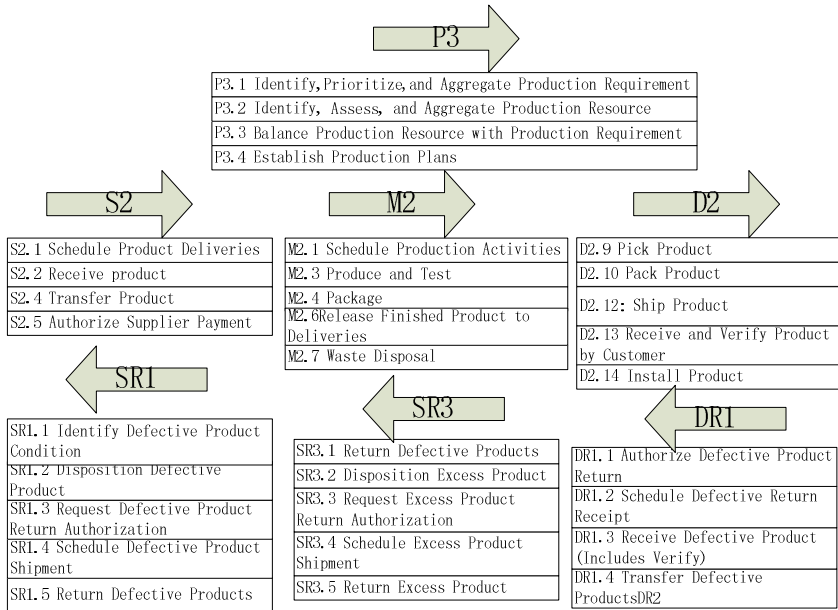 P3
P3.1 Identify,Prioritize,and Aggregate Production Requirement
P3.2 Identify, Assess, and Aggregate Production Resource
P3.3 Balance Production Resource with Production Requirement
P3.4 Establish Production Plans
S2
S2.1 Schedule Product Deliveries
S2.2 Receive product
S2.4 Transfer Product
S2.5 Authorize Supplier Payment
M2
M2.1 Schedule Production Activities
M2.3 Produce and Test
M2.4 Package
M2.6Release Finished Product to
Deliveries
M2.7 Waste Disposal
D2
D2.9 Pick Product
D2.10 Pack Product
D2.12: Ship Product
D2.13 Receive and Verify Product
by Customer
D2.14 Install Product
SR1
SR1.1 Identify Defective Product
Condition
SR1.2 Disposition Defective
Product
SR1.3 Request Defective Product
Return Authorization
SR1.4 Schedule Defective Product
Shipment
SR1.5 Return Defective Products
SR3
SR3.1 Return Defective Products
SR3.2 Disposition Excess Product
SR3.3 Request Excess Product
Return Authorization
SR3.4 Schedule Excess Product
Shipment
SR3.5 Return Excess Product
DR1
DR1.1 Authorize Defective Product
Return
DR1.2 Schedule Defective Return
Receipt
DR1.3 Receive Defective Product
(Includes Verify)
DR1.4 Transfer Defective
ProductsDR2